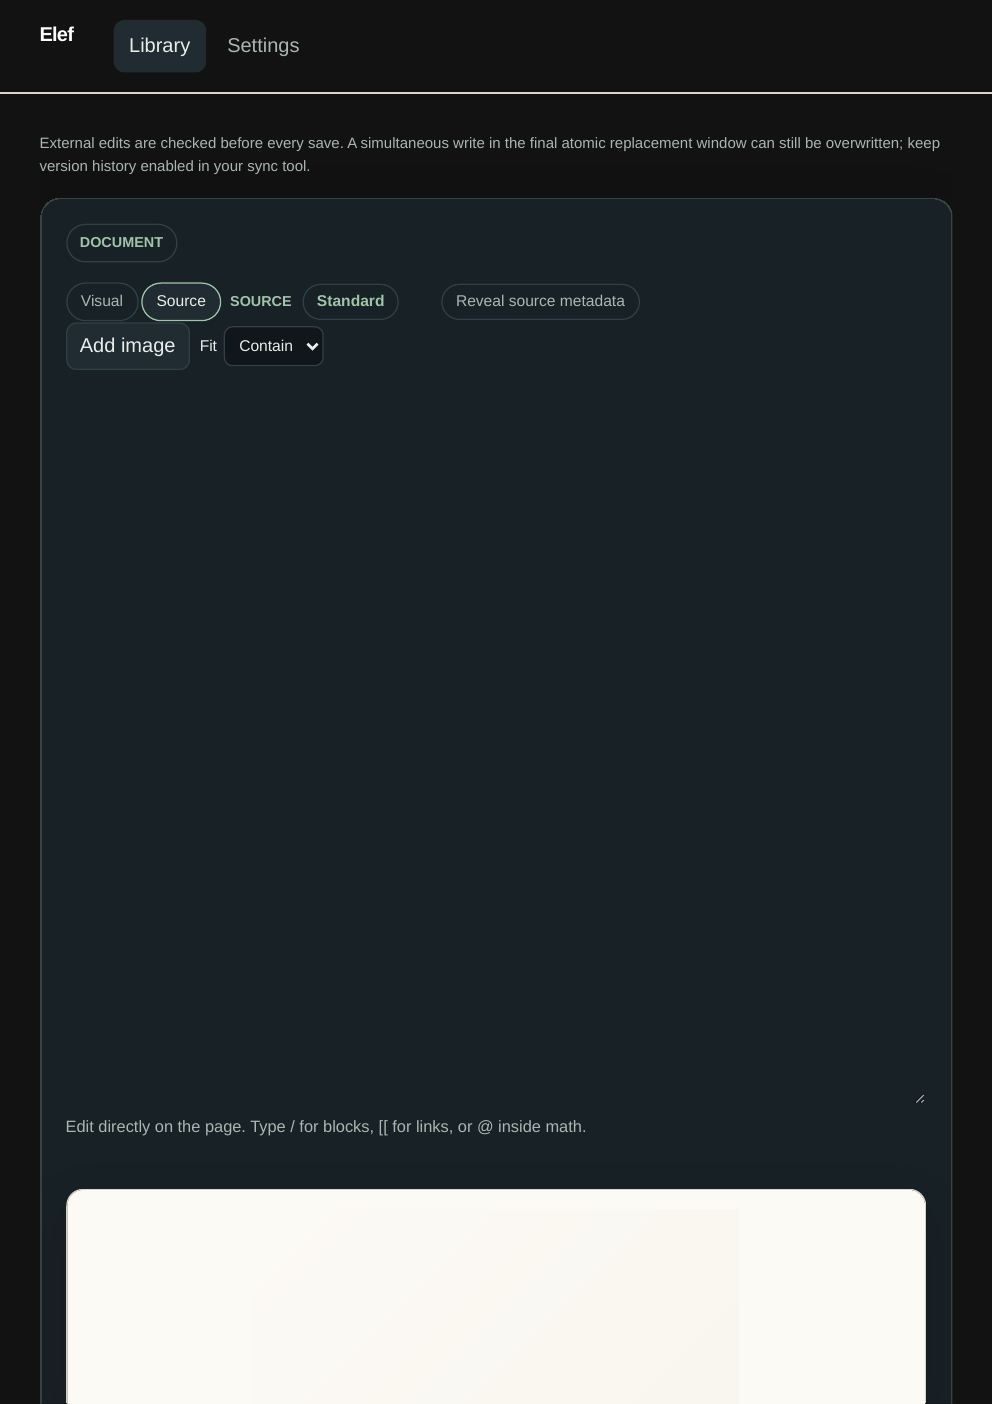 Elef
Library
Settings
External edits are checked before every save. A simultaneous write in the final atomic replacement window can still be overwritten; keep
version history enabled in your sync tool.
DOCUMENT
Visual
Source
SOURCE
Standard
Reveal source metadata
Add image
Fit
Contain
Edit directly on the page. Type / for blocks, [[ for links, or @ inside math.